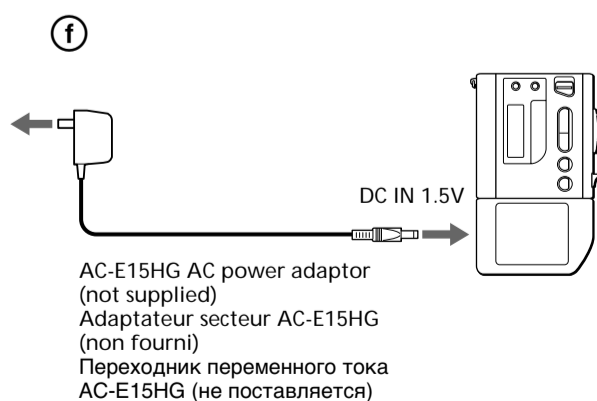 f
DC IN 1.5V
AC-E15HG AC power adaptor
(not supplied)
Adaptateur secteur AC-E15HG
(non fourni)
Переходник переменного тока
AC-E15HG (не поставляется)